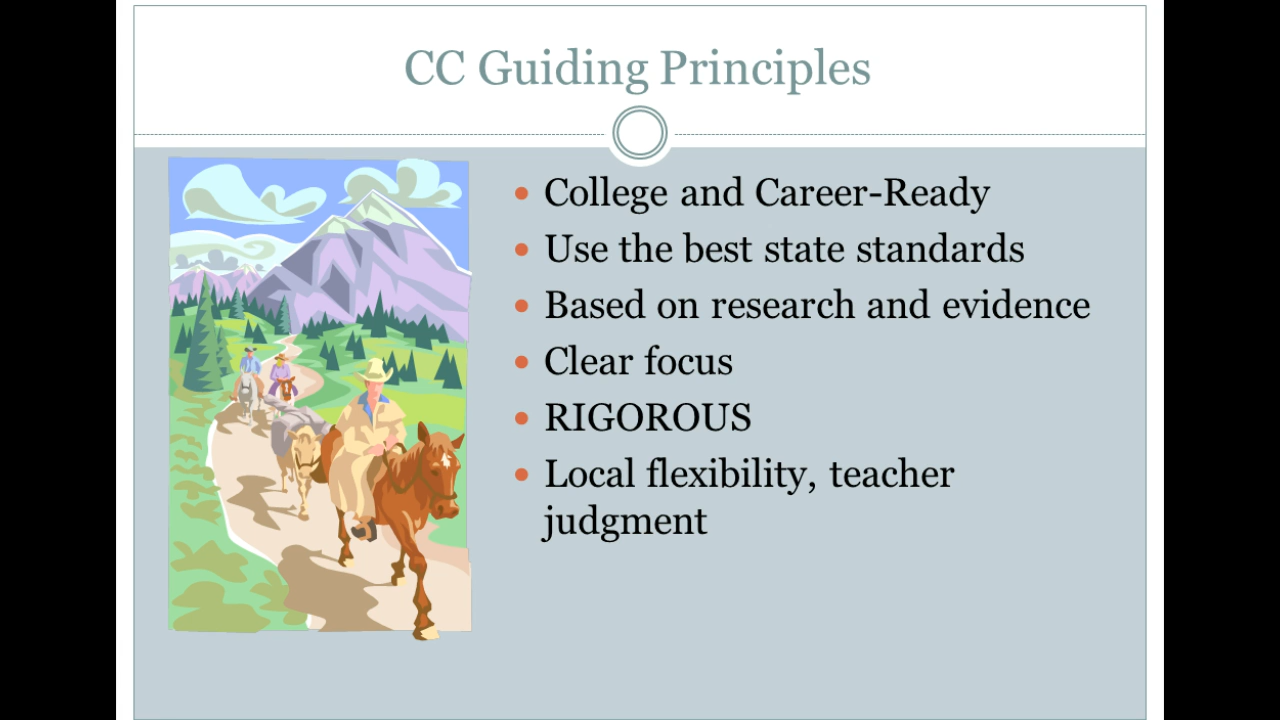 CC Guiding Principles
College and Career-Ready
Use the best state standards
Based on research and evidence
Clear focus
RIGOROUS
Local flexibility, teacher
judgment